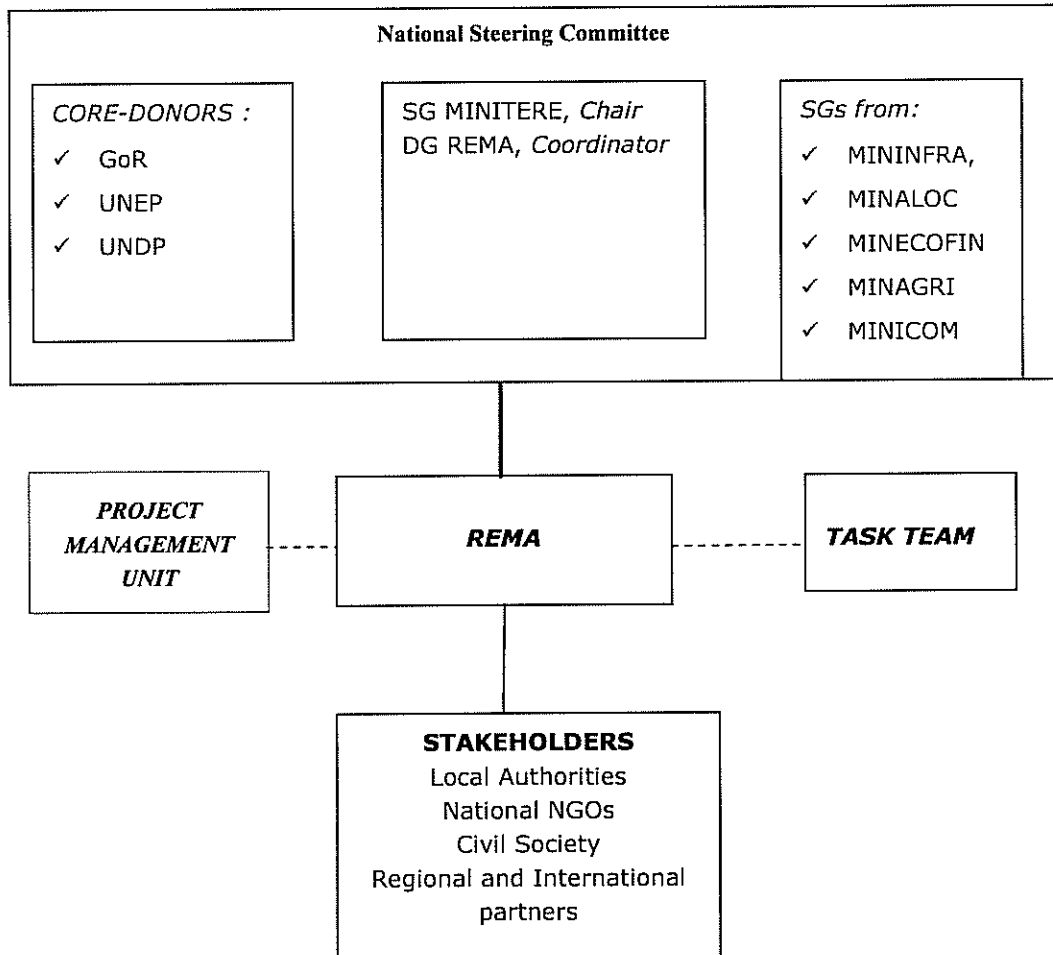 National Steering Committee
CORE-DONORS :
✓ GoR
✓ UNEP
✓ UNDP
SG MINITERE, Chair
DG REMA, Coordinator
SGs from:
✓ MININFRA,
✓ MINALOC
✓ MINECOFIN
✓ MINAGRI
✓ MINICOM
PROJECT
MANAGEMENT
UNIT
REMA
TASK TEAM
STAKEHOLDERS
Local Authorities
National NGOs
Civil Society
Regional and International
partners